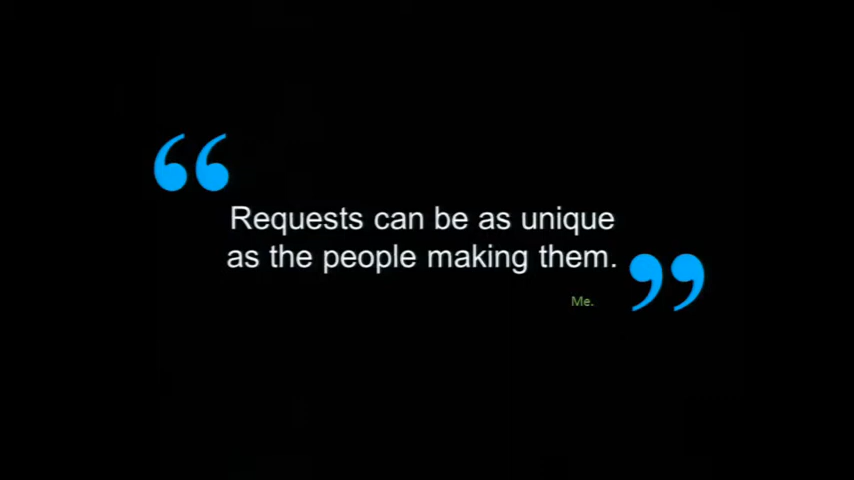 “
Requests can be as unique
as the people making them.
”
Me.